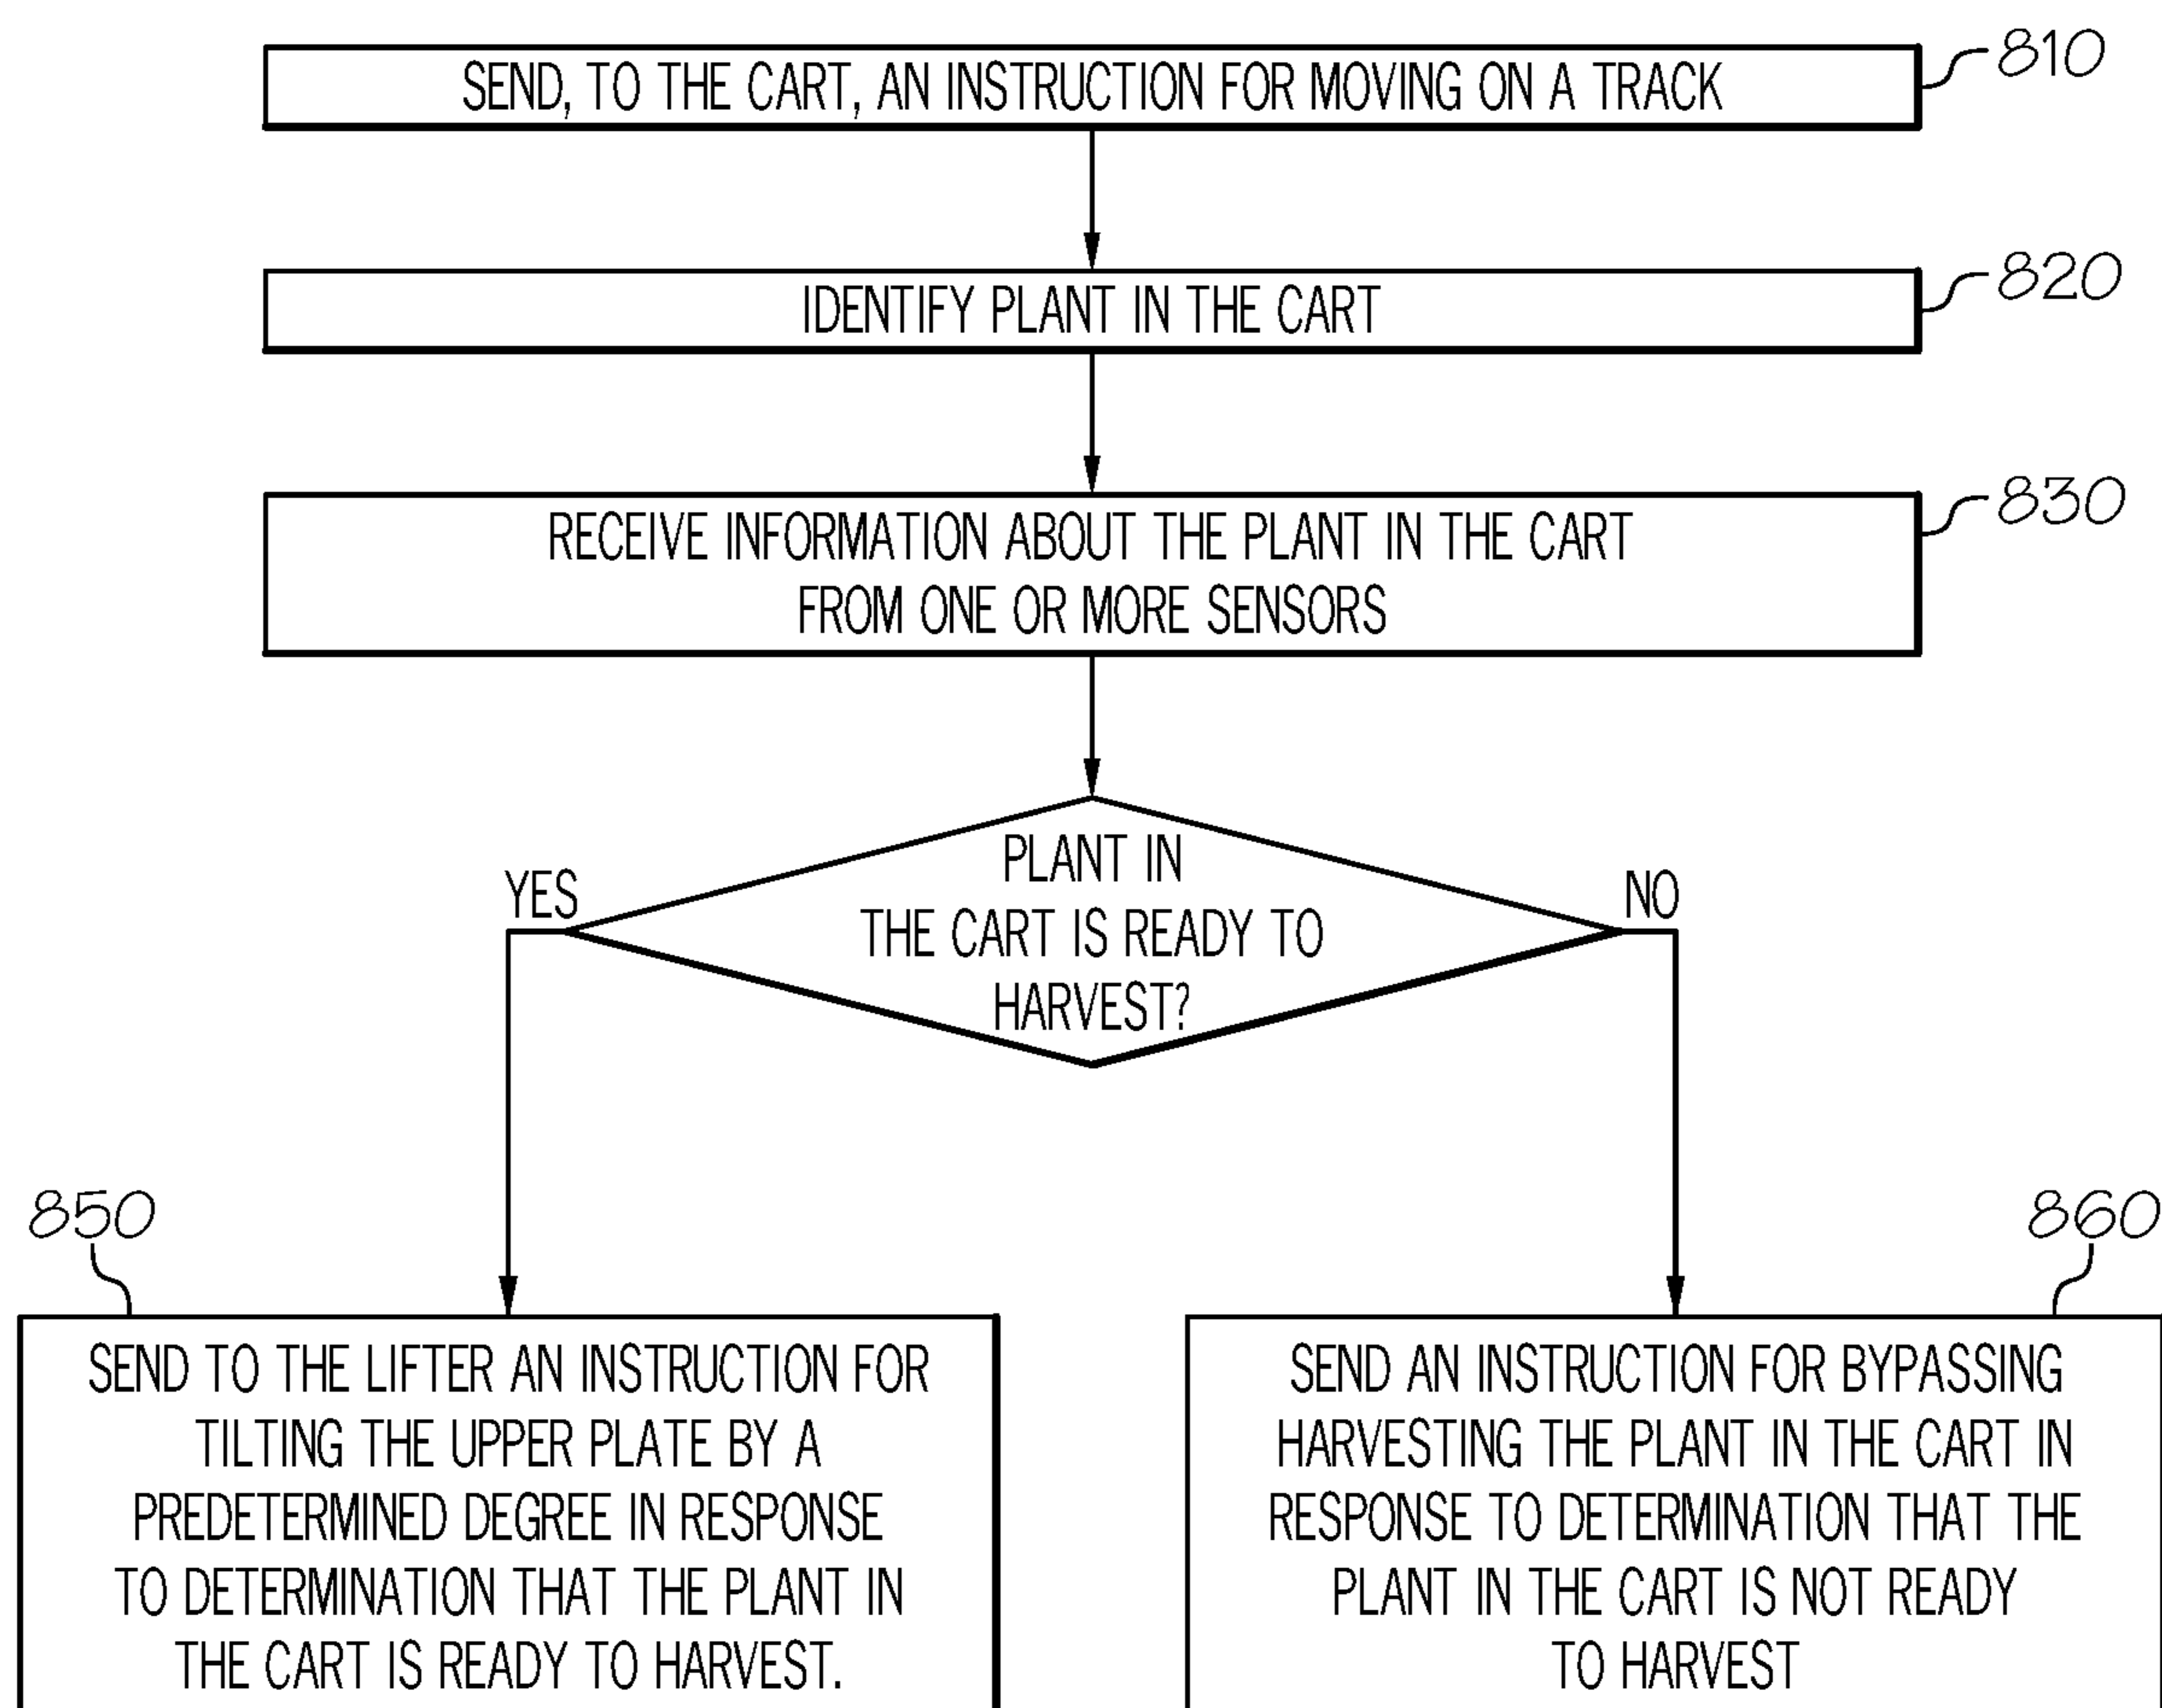 SEND, TO THE CART, AN INSTRUCTION FOR MOVING ON A TRACK
810
IDENTIFY PLANT IN THE CART
820
RECEIVE INFORMATION ABOUT THE PLANT IN THE CART
FROM ONE OR MORE SENSORS
830
PLANT IN
THE CART IS READY TO
HARVEST?
YES
NO
850
SEND TO THE LIFTER AN INSTRUCTION FOR
TILTING THE UPPER PLATE BY A
PREDETERMINED DEGREE IN RESPONSE
TO DETERMINATION THAT THE PLANT IN
THE CART IS READY TO HARVEST.
860
SEND AN INSTRUCTION FOR BYPASSING
HARVESTING THE PLANT IN THE CART IN
RESPONSE TO DETERMINATION THAT THE
PLANT IN THE CART IS NOT READY
TO HARVEST